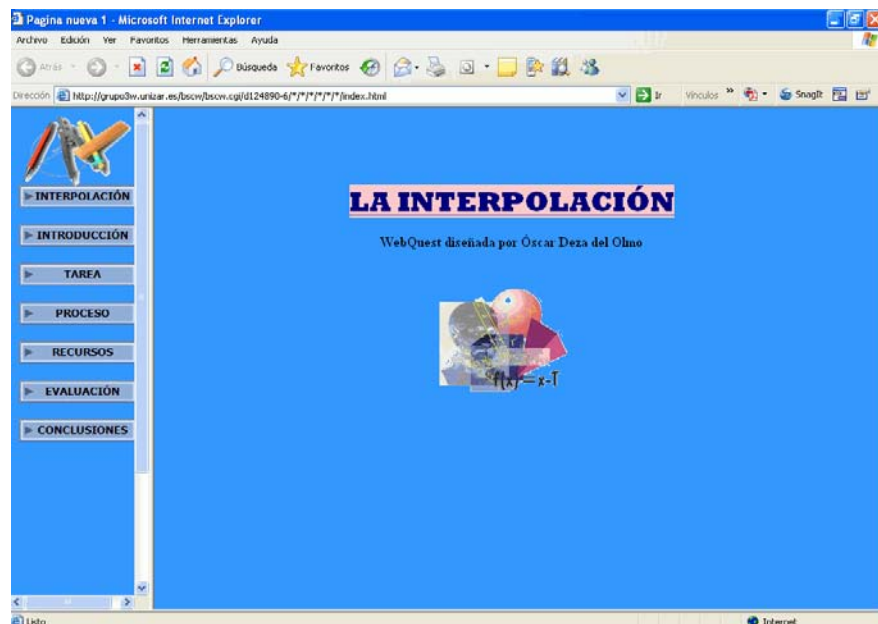 Pagina nueva 1 - Microsoft Internet Explorer
Archivo Edición Ver Favoritos Herramientas Ayuda
Atrás Búsqueda Favoritos
Dirección http://grupo3w.unizar.es/bscw/bscw.cgi/d124890-6/*/*/*/*/*/index.html Ir Vínculos » SnagIt
INTERPOLACIÓN
INTRODUCCIÓN
TAREA
PROCESO
RECURSOS
EVALUACIÓN
CONCLUSIONES
LA INTERPOLACIÓN
WebQuest diseñada por Óscar Deza del Olmo
f(x)=x-T
Listo Internet